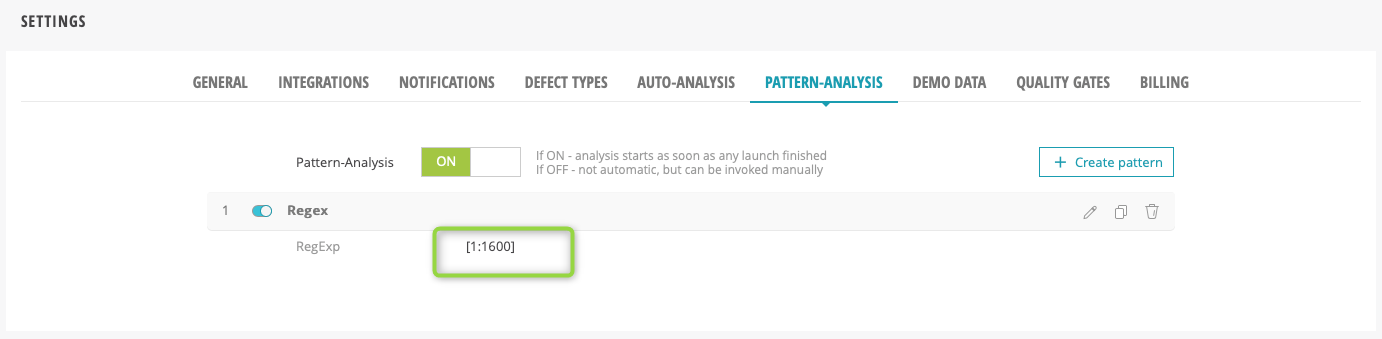 SETTINGS
GENERAL INTEGRATIONS NOTIFICATIONS DEFECT TYPES AUTO-ANALYSIS PATTERN-ANALYSIS DEMO DATA QUALITY GATES BILLING
Pattern-Analysis ON If ON - analysis starts as soon as any launch finished
If OFF - not automatic, but can be invoked manually
+ Create pattern
1 Regex
RegExp [1:1600]